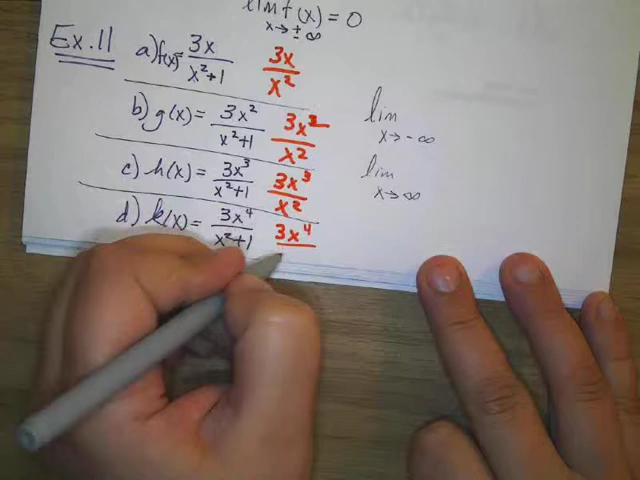 lim f(x) = 0
x → ± ∞
Ex. 11
a) f(x) = 3x / x²+1   3x / x²
b) g(x) = 3x² / x²+1   3x² / x²
c) h(x) = 3x³ / x²+1   3x³ / x²
d) k(x) = 3x⁴ / x²+1   3x⁴
lim
x → -∞
lim
x → ∞